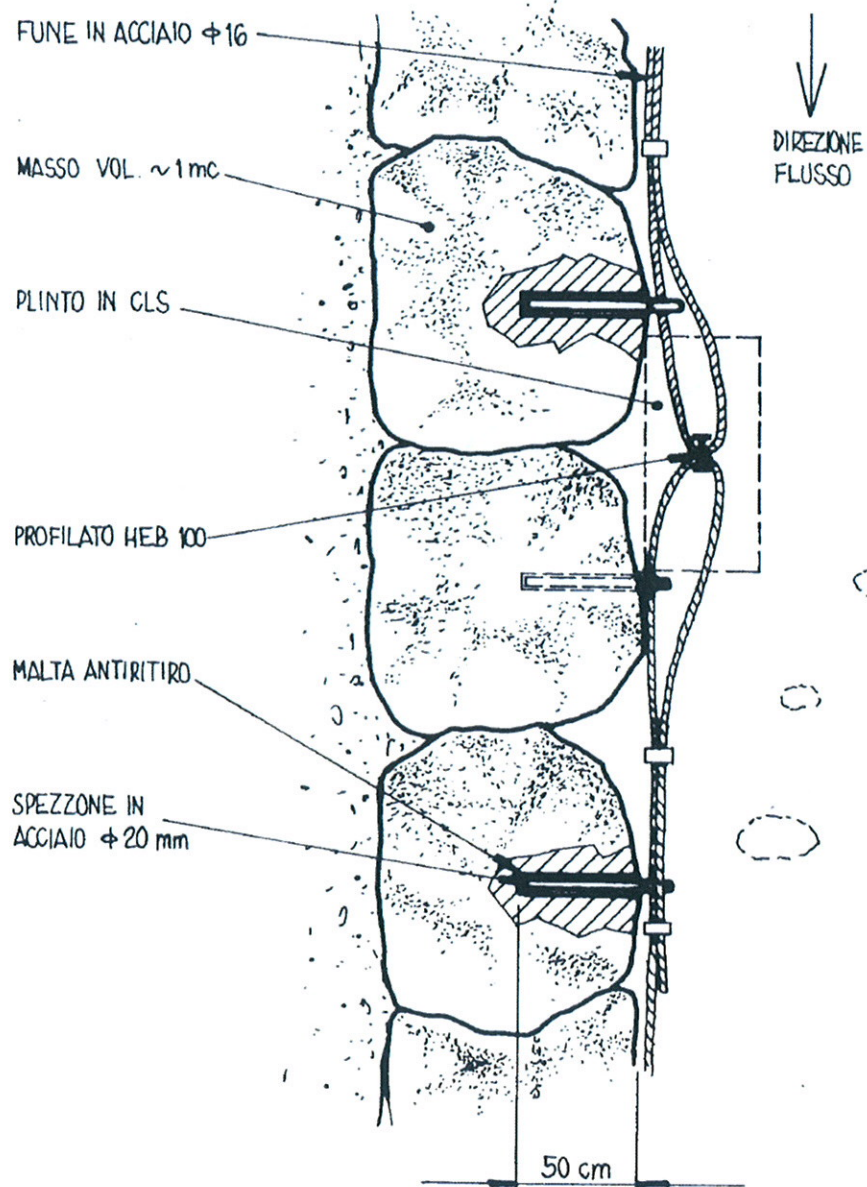 FUNE IN ACCIAIO ϕ16
DIREZIONE
FLUSSO
MASSO VOL. ~1mc
PLINTO IN CLS
PROFILATO HEB 100
MALTA ANTIRITIRO
SPEZZONE IN
ACCIAIO ϕ20 mm
50 cm